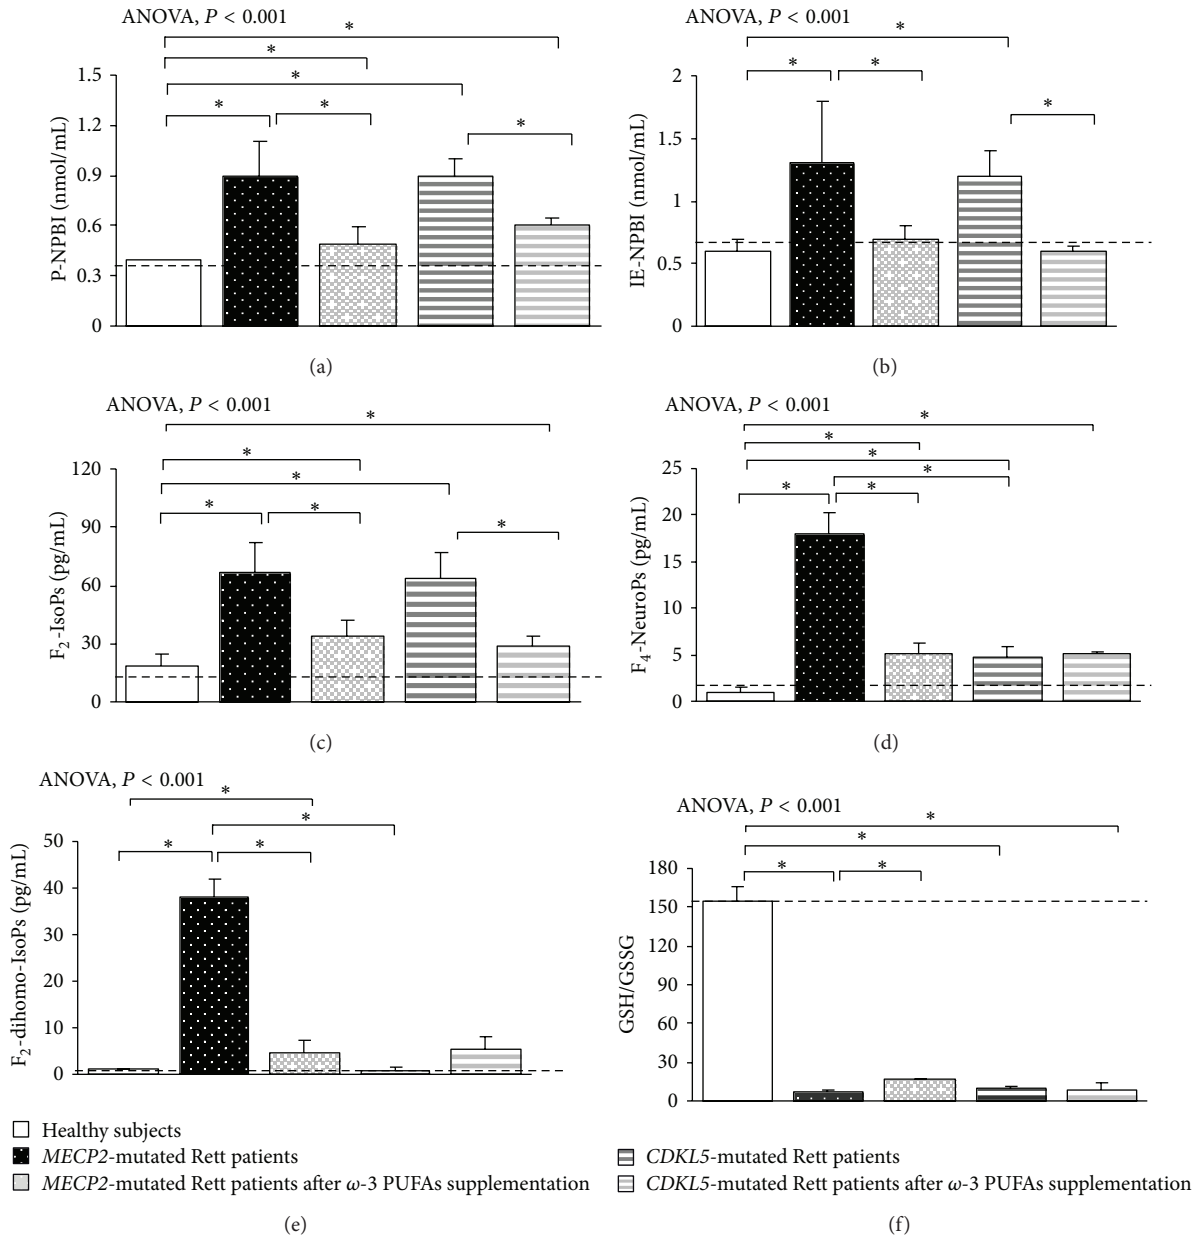 ANOVA, P < 0.001
*
*
*
*
*
*
1.5
1.2
0.9
0.6
0.3
0
P-NPBI (nmol/mL)
(a)
ANOVA, P < 0.001
*
*
*
*
2
1.5
1
0.5
0
IE-NPBI (nmol/mL)
(b)
ANOVA, P < 0.001
*
*
*
*
*
*
120
90
60
30
0
F₂-IsoPs (pg/mL)
(c)
ANOVA, P < 0.001
*
*
*
*
*
*
25
20
15
10
5
0
F₄-NeuroPs (pg/mL)
(d)
ANOVA, P < 0.001
*
*
*
*
50
40
30
20
10
0
F₂-dihomo-IsoPs (pg/mL)
Healthy subjects
MECP2-mutated Rett patients
MECP2-mutated Rett patients after ω-3 PUFAs supplementation
(e)
ANOVA, P < 0.001
*
*
*
*
180
150
120
90
60
30
0
GSH/GSSG
CDKL5-mutated Rett patients
CDKL5-mutated Rett patients after ω-3 PUFAs supplementation
(f)